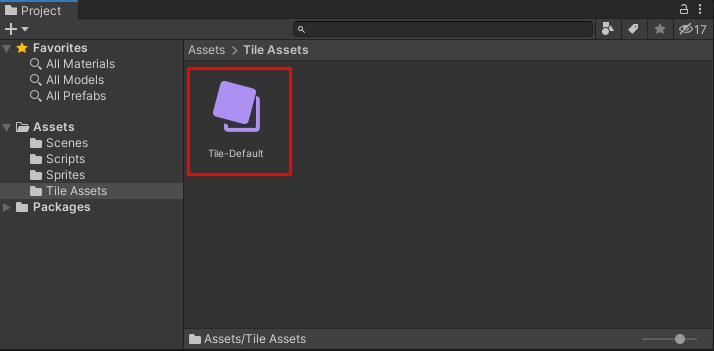 Project
17
Favorites
All Materials
All Models
All Prefabs
Assets
Scenes
Scripts
Sprites
Tile Assets
Packages
Assets > Tile Assets
Tile-Default
Assets/Tile Assets